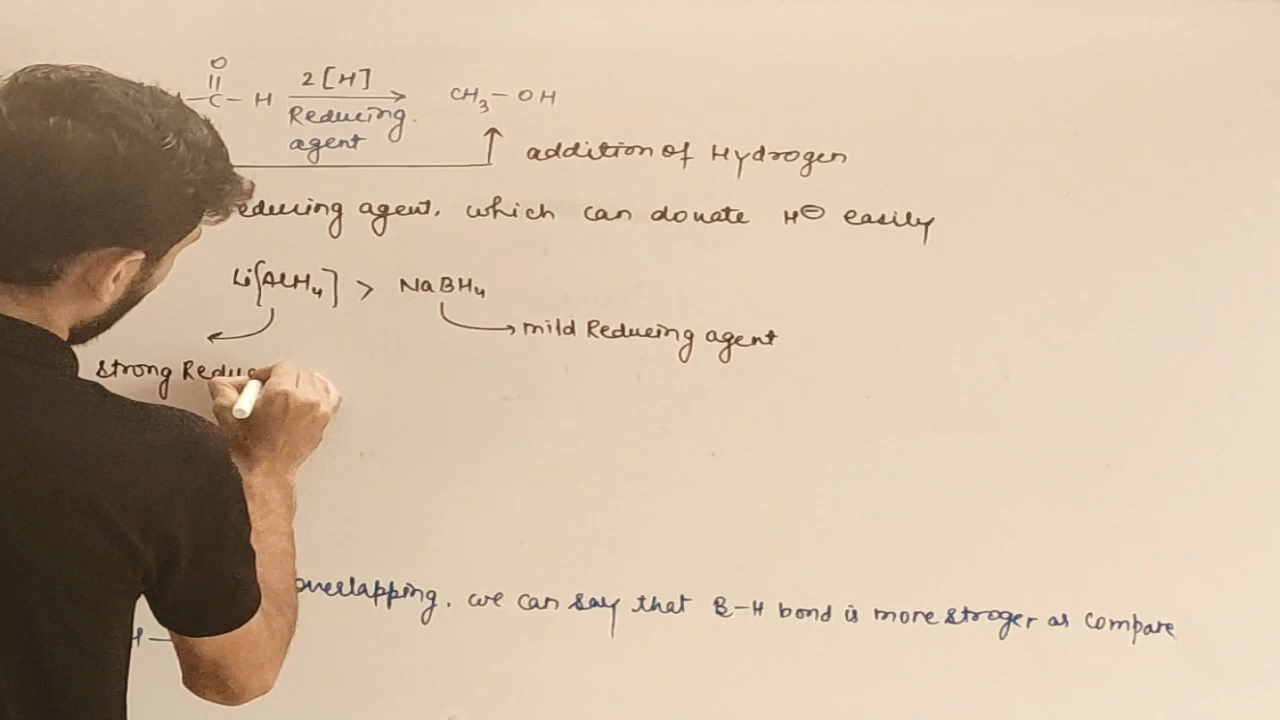 O
||
—C—H 2[H] CH3—OH
Reducing.
agent
addition of Hydrogen
educing agent, which can donate H⊖ easily
Li[AlH4] > NaBH4
mild Reducing agent
Strong Redu
overlapping, we can say that B-H bond is more stroger as compare